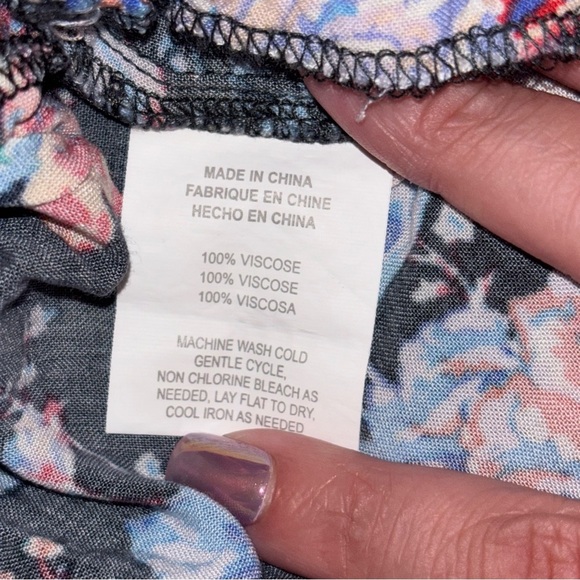 MADE IN CHINA
FABRIQUE EN CHINE
HECHO EN CHINA
100% VISCOSE
100% VISCOSE
100% VISCOSA
MACHINE WASH COLD
GENTLE CYCLE,
NON CHLORINE BLEACH AS
NEEDED, LAY FLAT TO DRY,
COOL IRON AS NEEDED